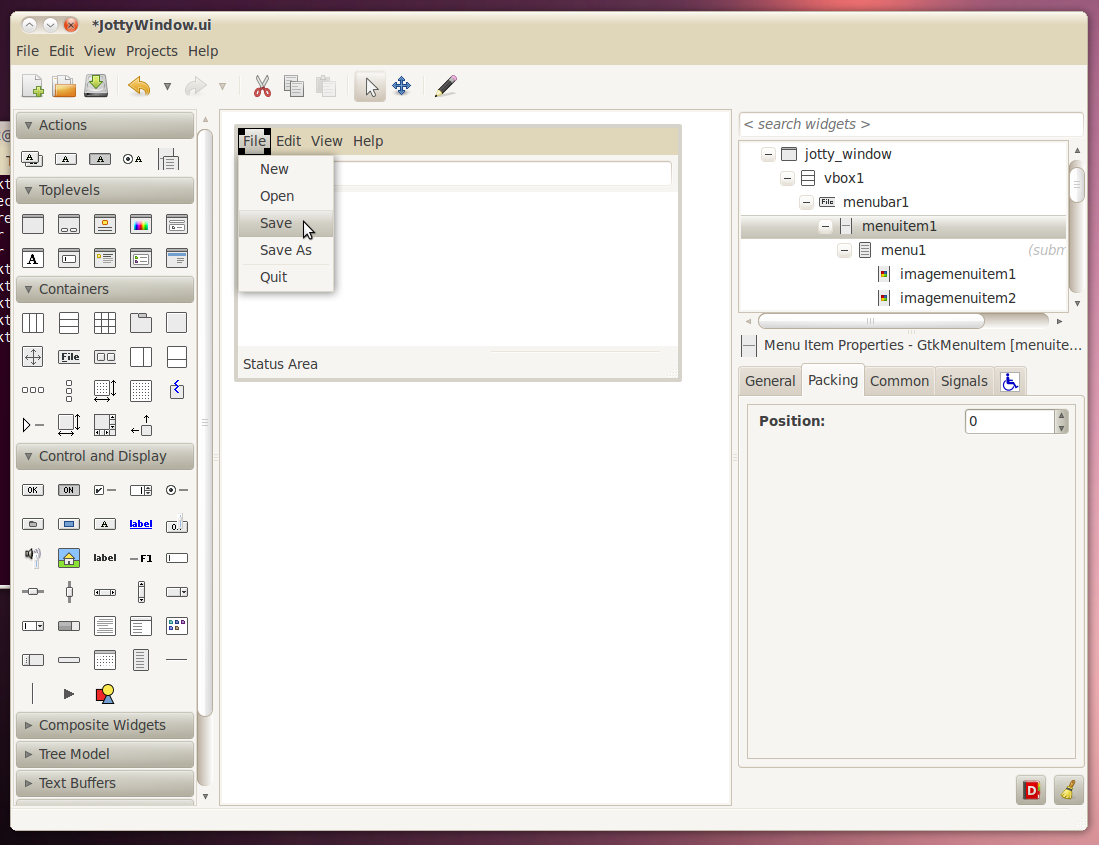 *JottyWindow.ui
File Edit View Projects Help
Actions
Toplevels
Containers
File
Control and Display
OK
ON
label
label
F1
Composite Widgets
Tree Model
Text Buffers
File Edit View Help
New
Open
Save
Save As
Quit
Status Area
< search widgets >
jotty_window
vbox1
File menubar1
menuitem1
menu1 (subm
imagemenuitem1
imagemenuitem2
Menu Item Properties - GtkMenuItem [menuite...
General Packing Common Signals
Position: 0
D